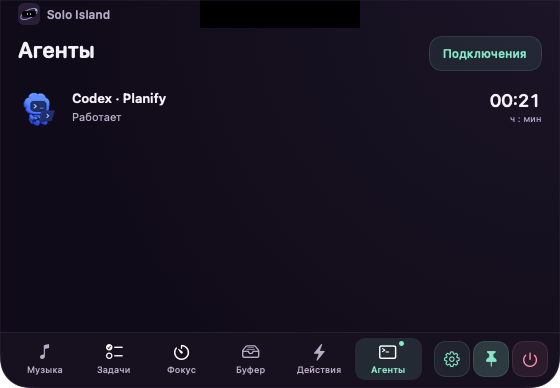 Solo Island
Агенты
Подключения
Codex · Planify
Работает
00:21
ч : мин
Музыка
Задачи
Фокус
Буфер
Действия
Агенты